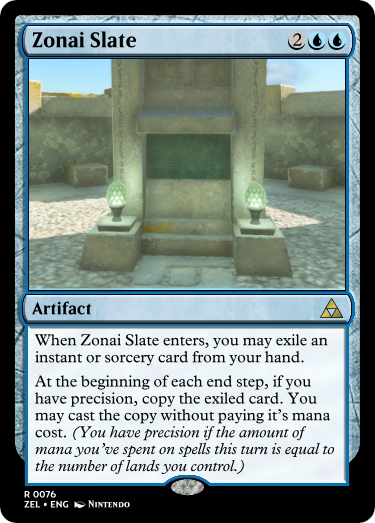 Zonai Slate 2
Artifact
When Zonai Slate enters, you may exile an
instant or sorcery card from your hand.
At the beginning of each end step, if you
have precision, copy the exiled card. You
may cast the copy without paying it's mana
cost. (You have precision if the amount of
mana you've spent on spells this turn is equal to
the number of lands you control.)
R 0076
ZEL • ENG Nintendo